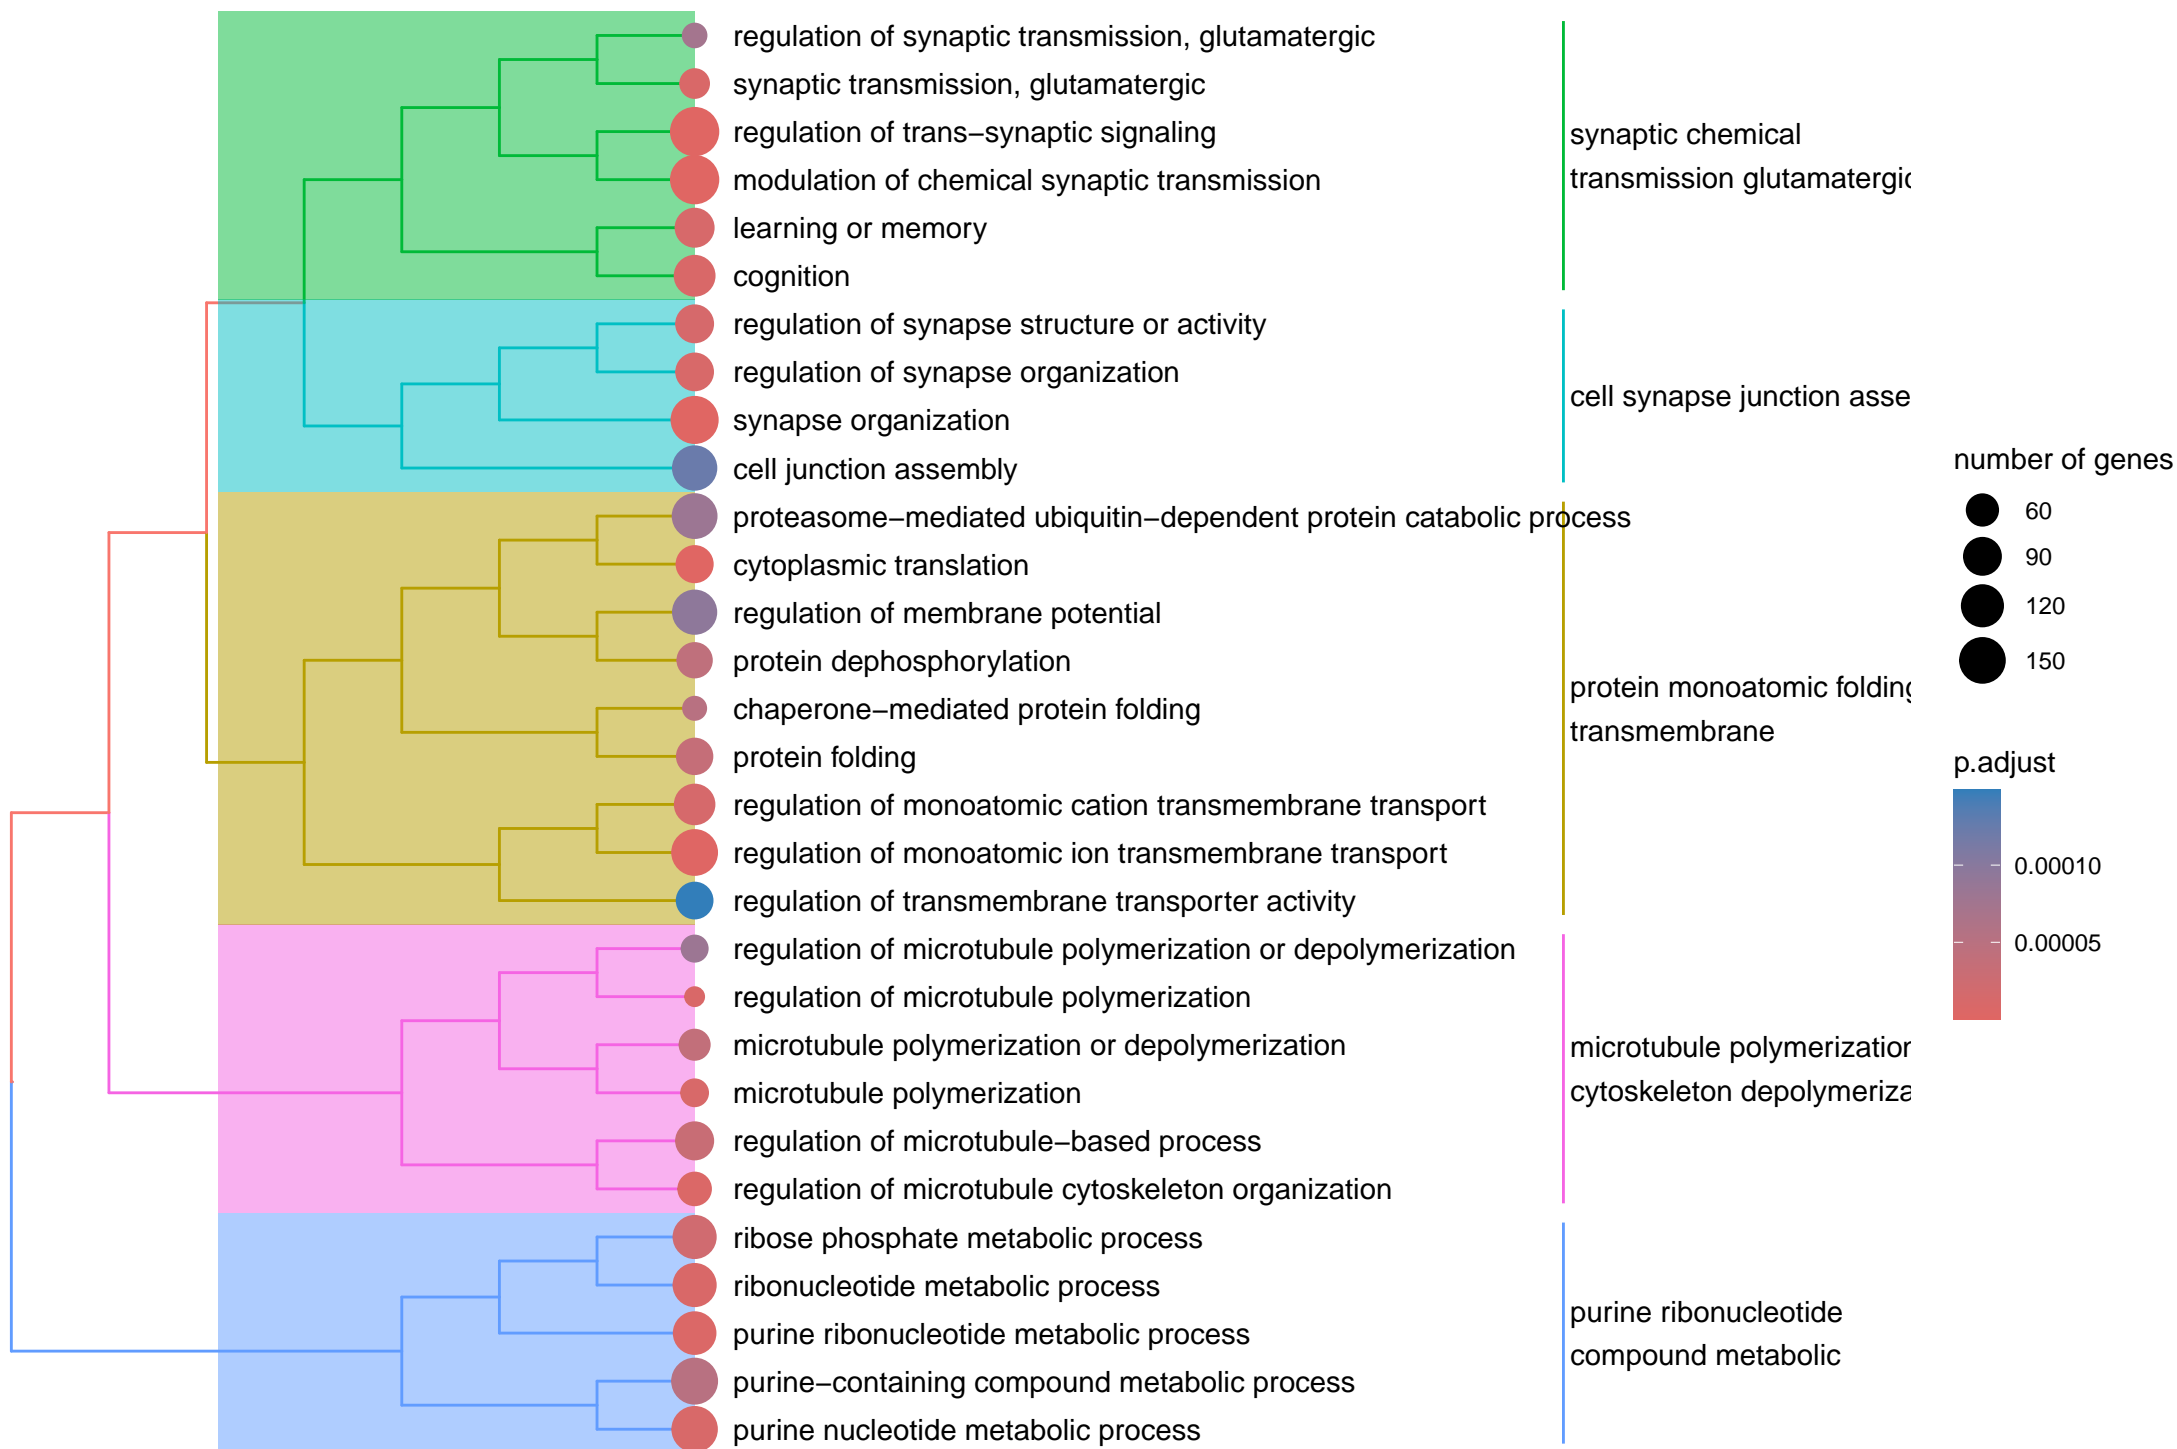 regulation of synaptic transmission, glutamatergic
synaptic transmission, glutamatergic
regulation of trans−synaptic signaling
modulation of chemical synaptic transmission
learning or memory
cognition
regulation of synapse structure or activity
regulation of synapse organization
synapse organization
cell junction assembly
proteasome−mediated ubiquitin−dependent protein catabolic process
cytoplasmic translation
regulation of membrane potential
protein dephosphorylation
chaperone−mediated protein folding
protein folding
regulation of monoatomic cation transmembrane transport
regulation of monoatomic ion transmembrane transport
regulation of transmembrane transporter activity
regulation of microtubule polymerization or depolymerization
regulation of microtubule polymerization
microtubule polymerization or depolymerization
microtubule polymerization
regulation of microtubule−based process
regulation of microtubule cytoskeleton organization
ribose phosphate metabolic process
ribonucleotide metabolic process
purine ribonucleotide metabolic process
purine−containing compound metabolic process
purine nucleotide metabolic process
synaptic chemical
transmission glutamatergic
cell synapse junction asse
protein monoatomic folding
transmembrane
microtubule polymerization
cytoskeleton depolymeriza
purine ribonucleotide
compound metabolic
number of genes
60
90
120
150
p.adjust
0.00010
0.00005